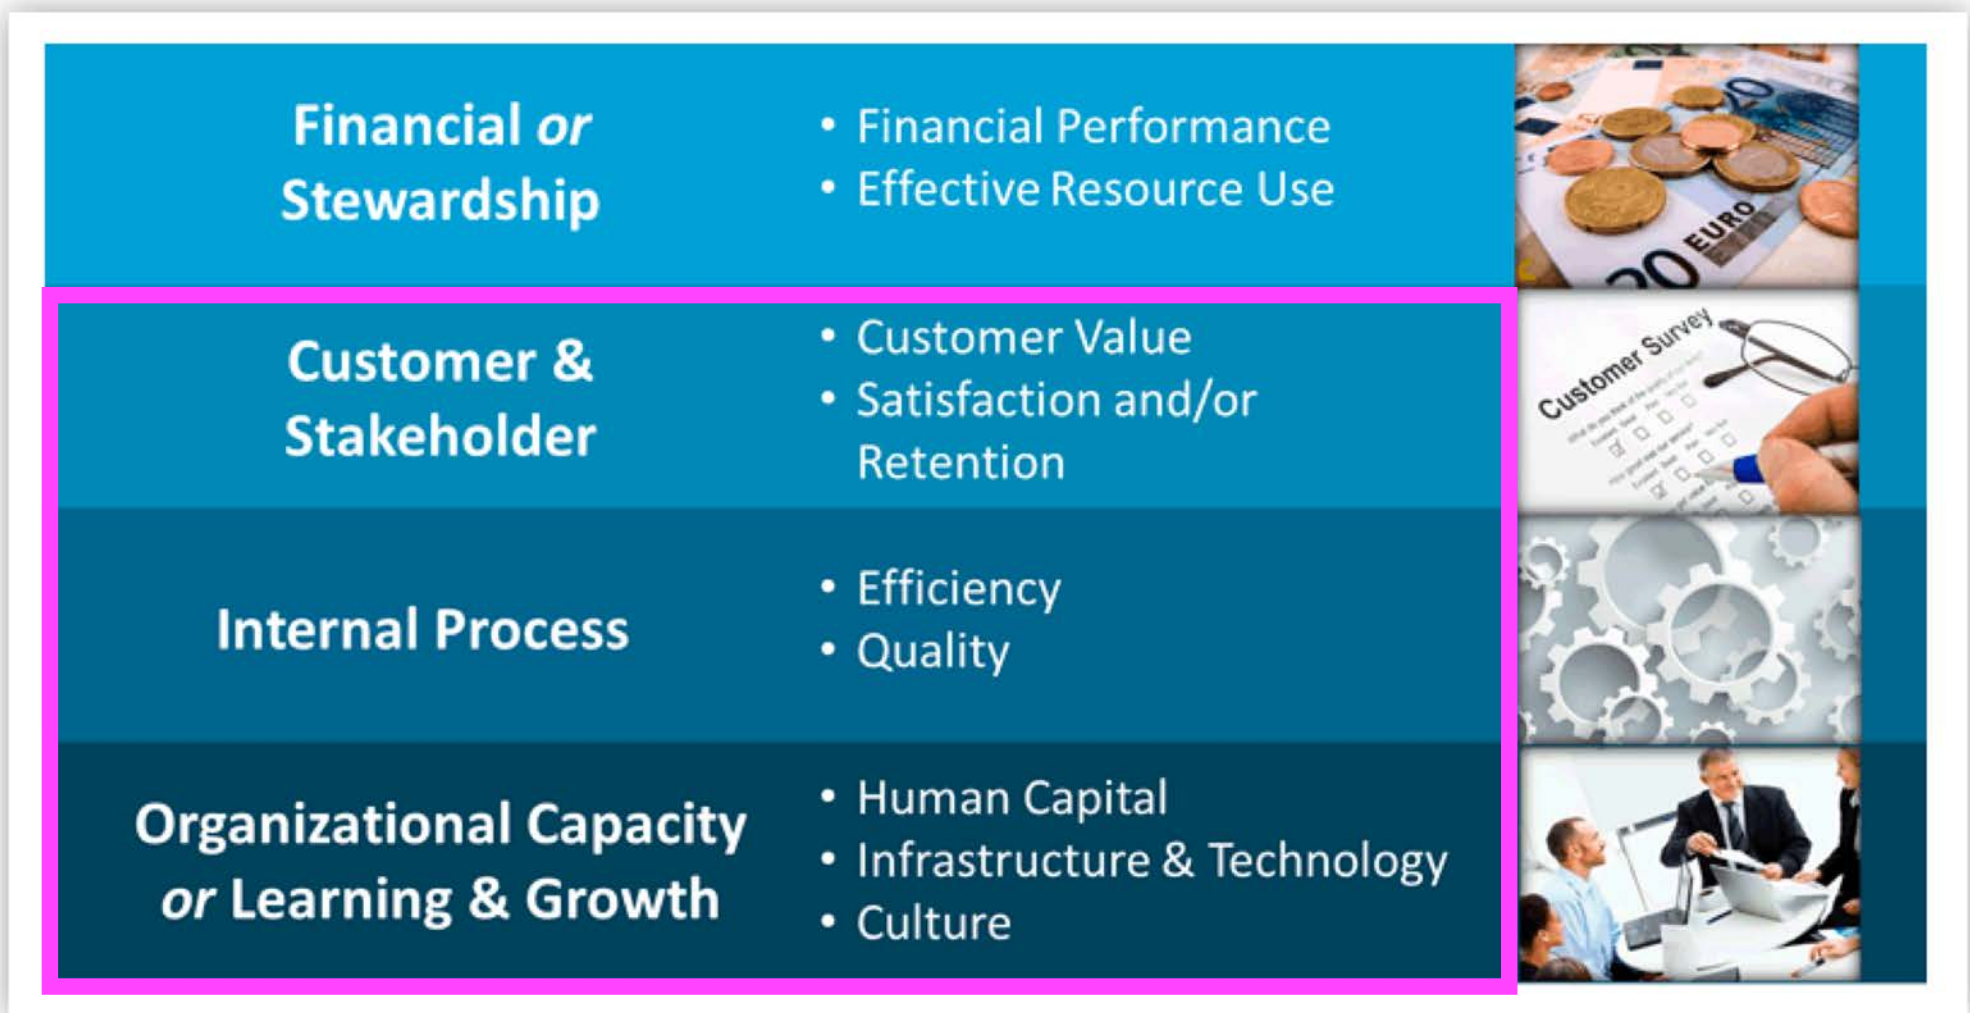 Financial or
Stewardship
• Financial Performance
• Effective Resource Use
20 EURO
Customer &
Stakeholder
• Customer Value
• Satisfaction and/or
Retention
Customer Survey
Internal Process
• Efficiency
• Quality
Organizational Capacity
or Learning & Growth
• Human Capital
• Infrastructure & Technology
• Culture